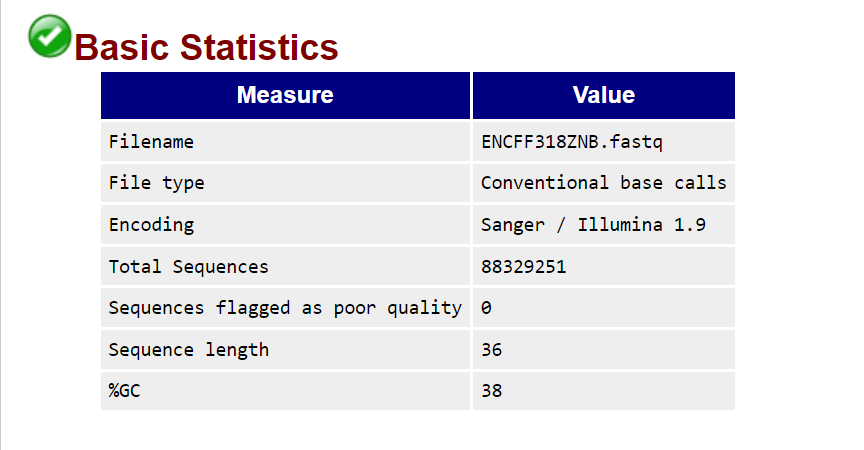 Basic Statistics
Measure Value
Filename ENCFF318ZNB.fastq
File type Conventional base calls
Encoding Sanger / Illumina 1.9
Total Sequences 88329251
Sequences flagged as poor quality 0
Sequence length 36
%GC 38